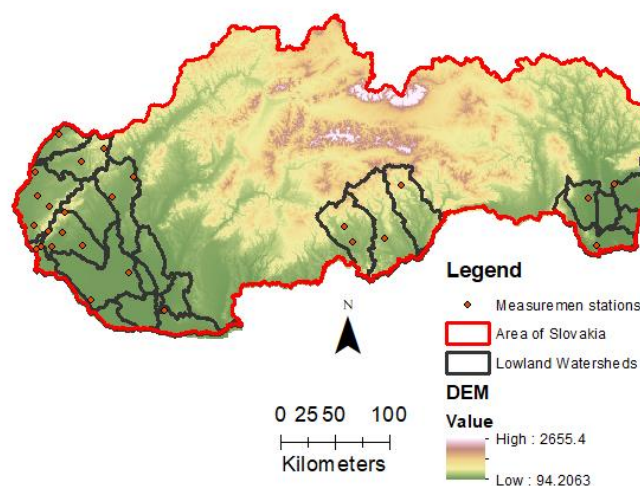 Legend
Measuremen stations
Area of Slovakia
Lowland Watersheds
DEM
Value
High : 2655.4
Low : 94.2063
N
0 25 50 100
Kilometers